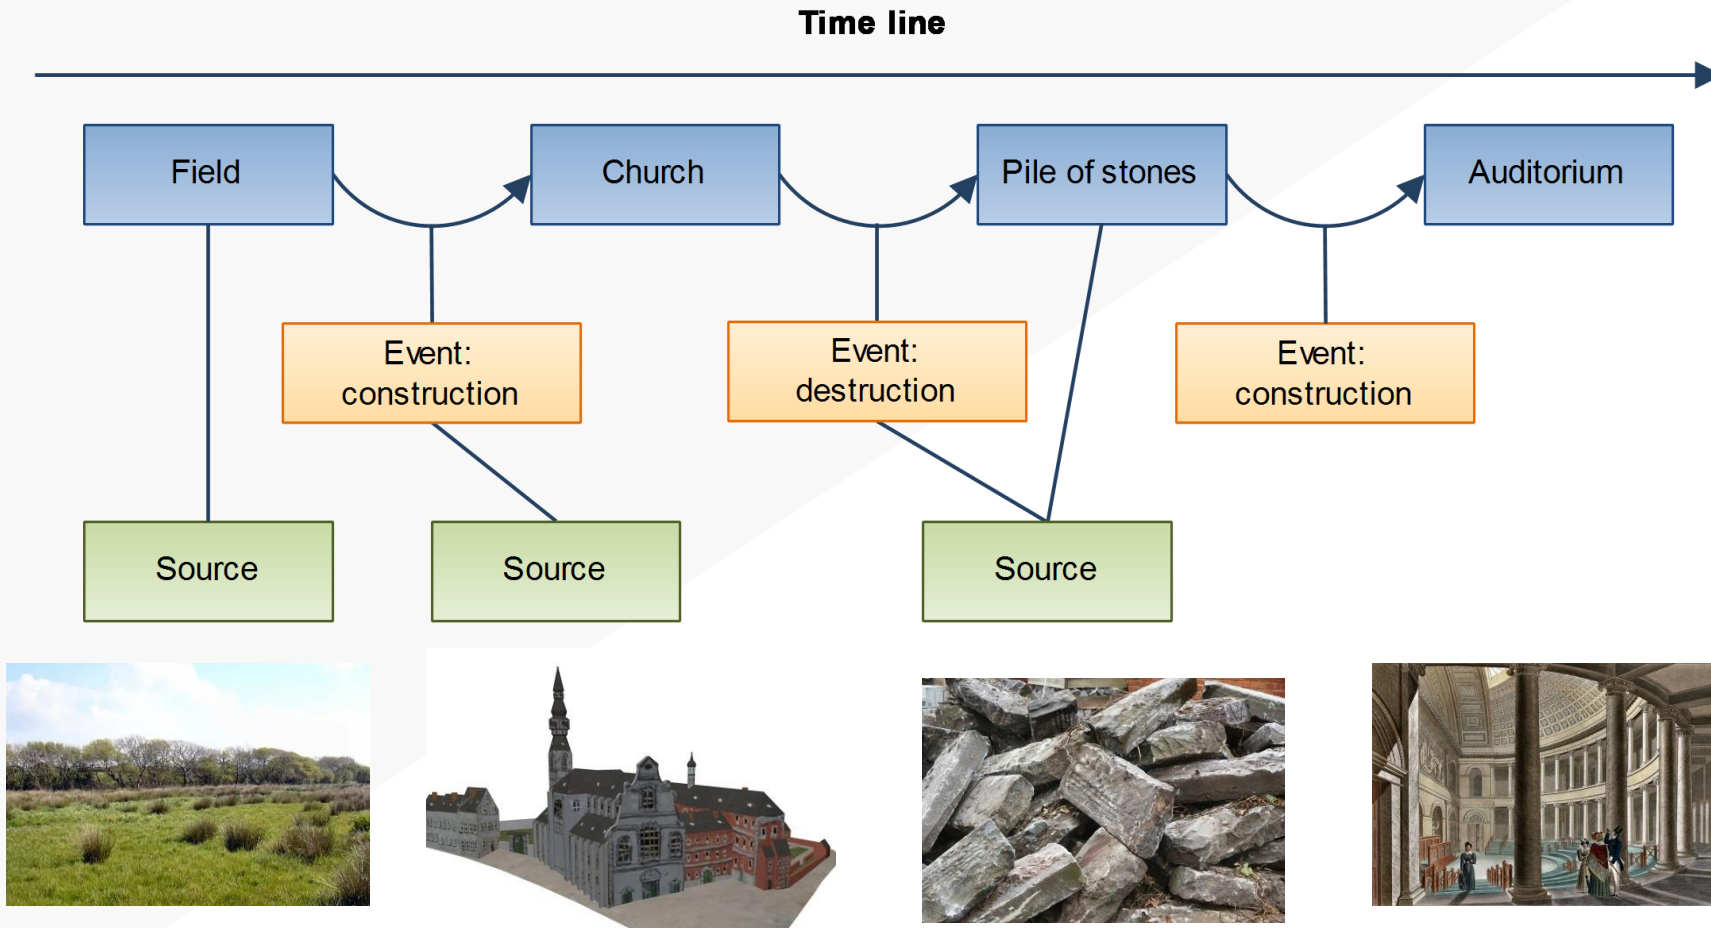 Time line
Field
Church
Pile of stones
Auditorium
Event:
construction
Event:
destruction
Event:
construction
Source
Source
Source